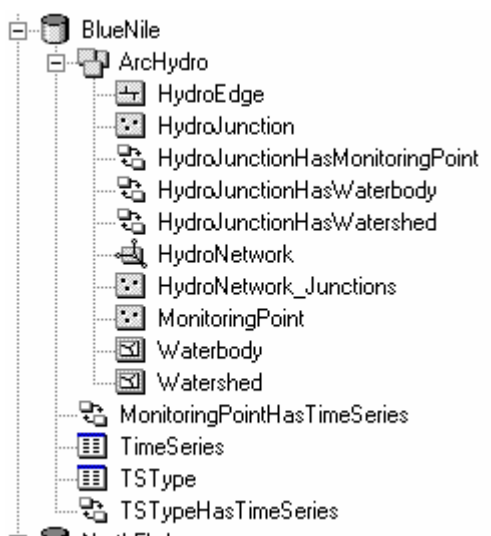 BlueNile
ArcHydro
HydroEdge
HydroJunction
HydroJunctionHasMonitoringPoint
HydroJunctionHasWaterbody
HydroJunctionHasWatershed
HydroNetwork
HydroNetwork_Junctions
MonitoringPoint
Waterbody
Watershed
MonitoringPointHasTimeSeries
TimeSeries
TSType
TSTypeHasTimeSeries